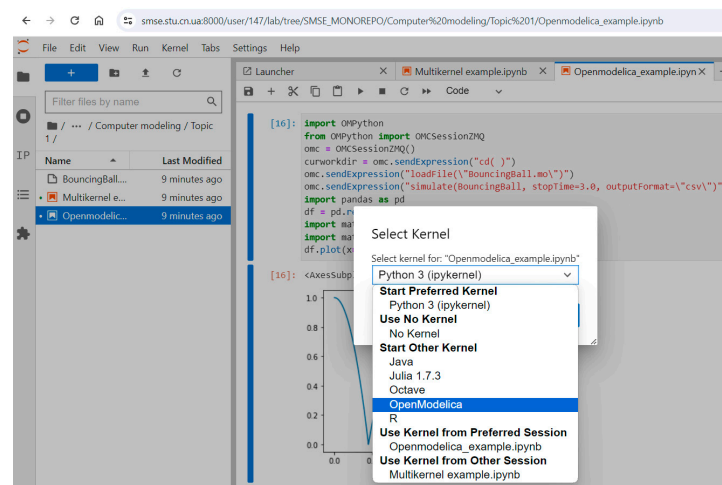 smse.stu.cn.ua:8000/user/147/lab/tree/SMSE_MONOREPO/Computer%20modeling/Topic%201/Openmodelica_example.ipynb
File Edit View Run Kernel Tabs Settings Help
Launcher
Multikernel example.ipynb
Openmodelica_example.ipyn
Code
Filter files by name
/ ··· / Computer modeling / Topic
1 /
Name Last Modified
BouncingBall.... 9 minutes ago
Multikernel e... 9 minutes ago
Openmodelic... 9 minutes ago
IP
[16]: import OMPython
from OMPython import OMCSessionZMQ
omc = OMCSessionZMQ()
curworkdir = omc.sendExpression("cd( )")
omc.sendExpression("loadFile(\"BouncingBall.mo\")")
omc.sendExpression("simulate(BouncingBall, stopTime=3.0, outputFormat=\"csv\")"
import pandas as pd
df = pd.r
import mat
import mat
df.plot(x
[16]: <AxesSubp
1.0
0.8
0.6
0.4
0.2
0.0
0.0
Select Kernel
Select kernel for: "Openmodelica_example.ipynb"
Python 3 (ipykernel)
Start Preferred Kernel
Python 3 (ipykernel)
Use No Kernel
No Kernel
Start Other Kernel
Java
Julia 1.7.3
Octave
OpenModelica
R
Use Kernel from Preferred Session
Openmodelica_example.ipynb
Use Kernel from Other Session
Multikernel example.ipynb